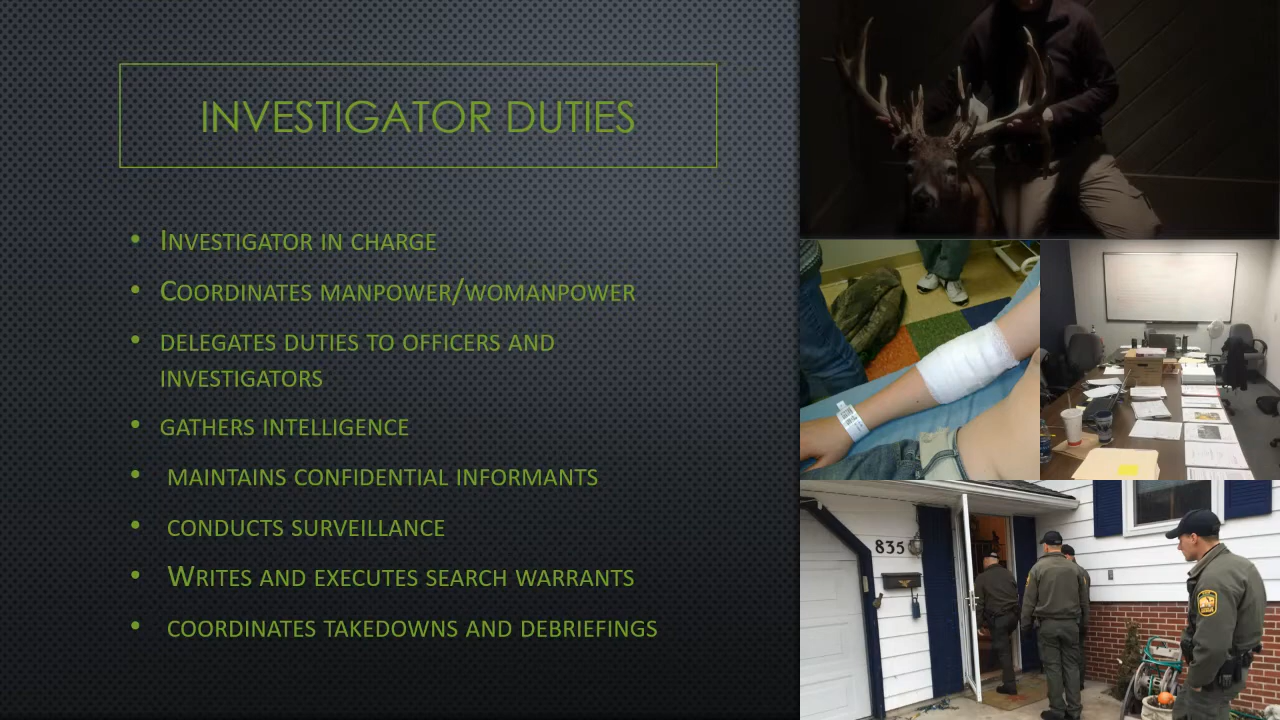 INVESTIGATOR DUTIES
• INVESTIGATOR IN CHARGE
• COORDINATES MANPOWER/WOMANPOWER
• DELEGATES DUTIES TO OFFICERS AND
INVESTIGATORS
• GATHERS INTELLIGENCE
• MAINTAINS CONFIDENTIAL INFORMANTS
• CONDUCTS SURVEILLANCE
• WRITES AND EXECUTES SEARCH WARRANTS
• COORDINATES TAKEDOWNS AND DEBRIEFINGS
835